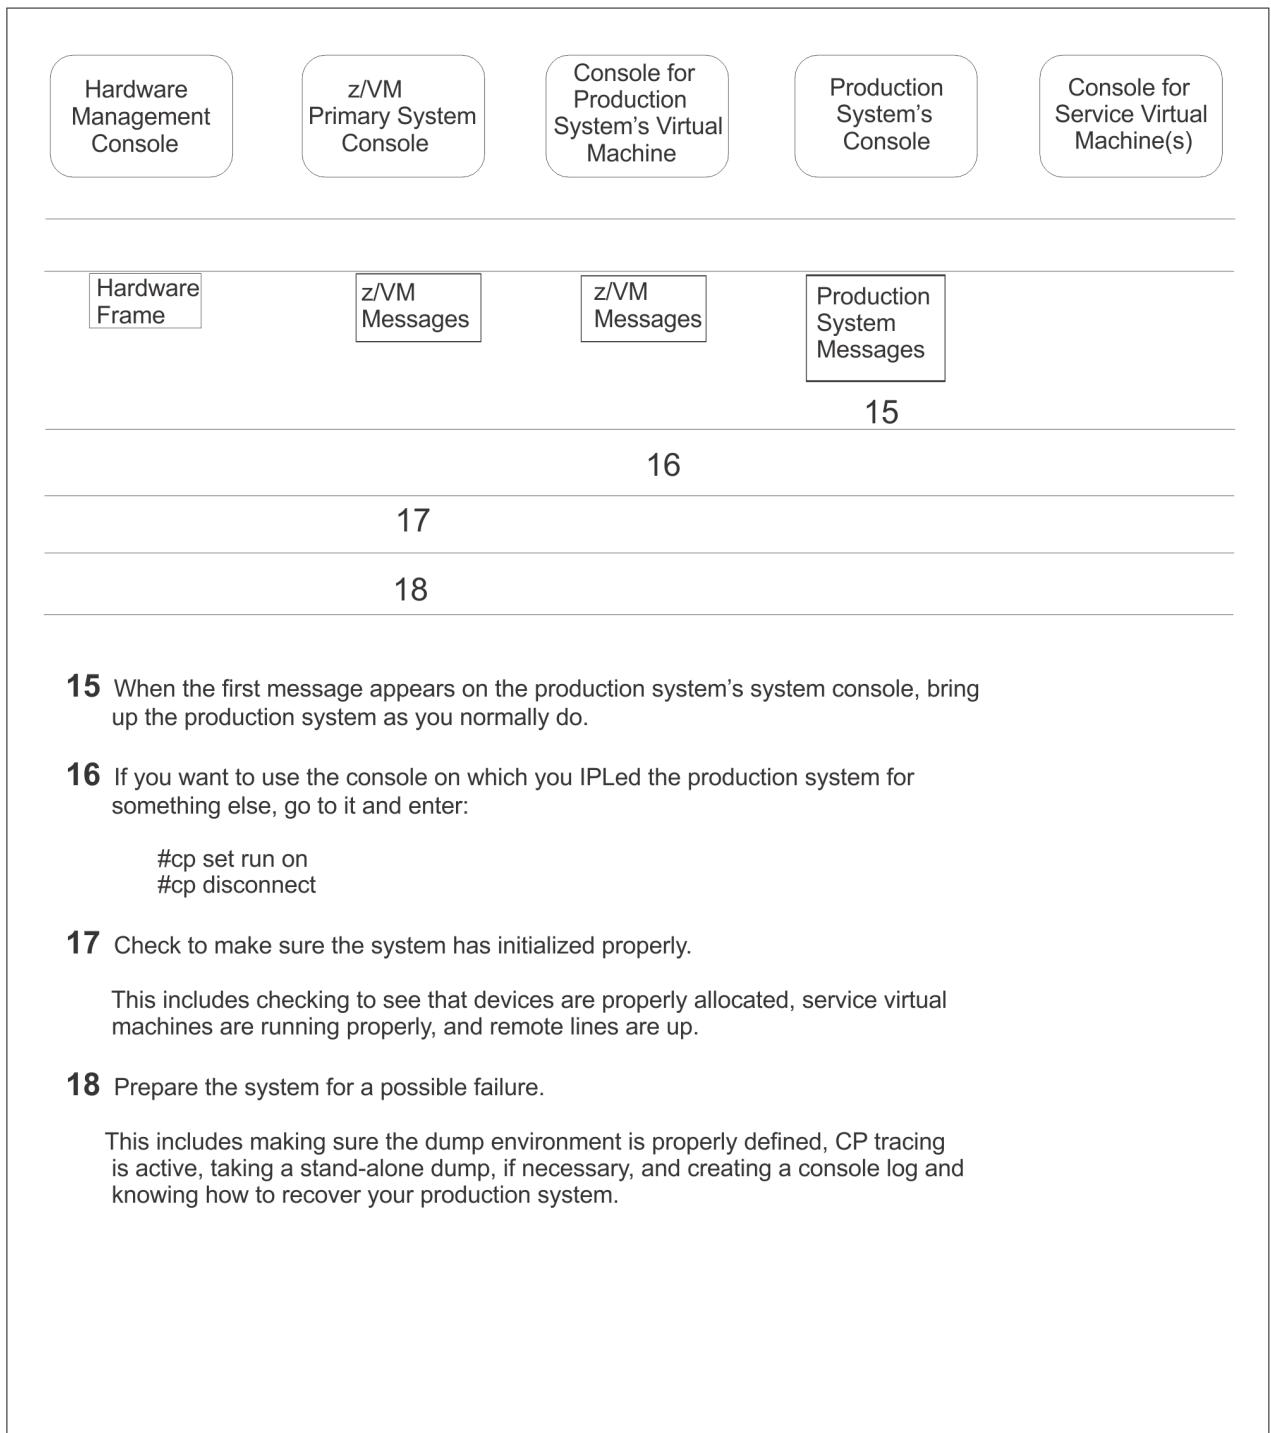 Hardware
Management
Console
z/VM
Primary System
Console
Console for
Production
System’s Virtual
Machine
Production
System’s
Console
Console for
Service Virtual
Machine(s)
Hardware
Frame
z/VM
Messages
z/VM
Messages
Production
System
Messages
15
16
17
18
15 When the first message appears on the production system’s system console, bring
up the production system as you normally do.
16 If you want to use the console on which you IPLed the production system for
something else, go to it and enter:
#cp set run on
#cp disconnect
17 Check to make sure the system has initialized properly.
This includes checking to see that devices are properly allocated, service virtual
machines are running properly, and remote lines are up.
18 Prepare the system for a possible failure.
This includes making sure the dump environment is properly defined, CP tracing
is active, taking a stand-alone dump, if necessary, and creating a console log and
knowing how to recover your production system.